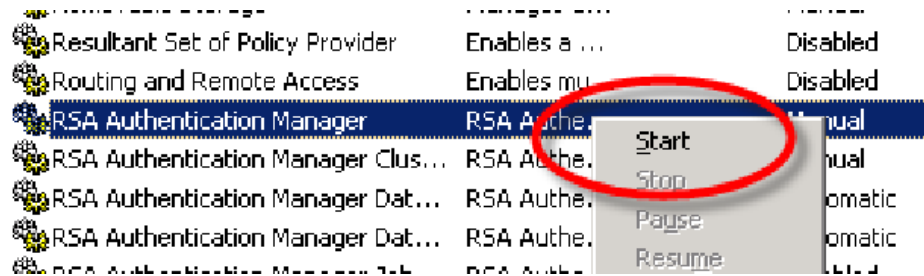 Resultant Set of Policy Provider Enables a ... Disabled
Routing and Remote Access Enables mu Disabled
RSA Authentication Manager RSA Authe.
Start
RSA Authentication Manager Clus... RSA Authe.
Stop
RSA Authentication Manager Dat... RSA Authe.
Pause
RSA Authentication Manager Dat... RSA Authe.
Resume